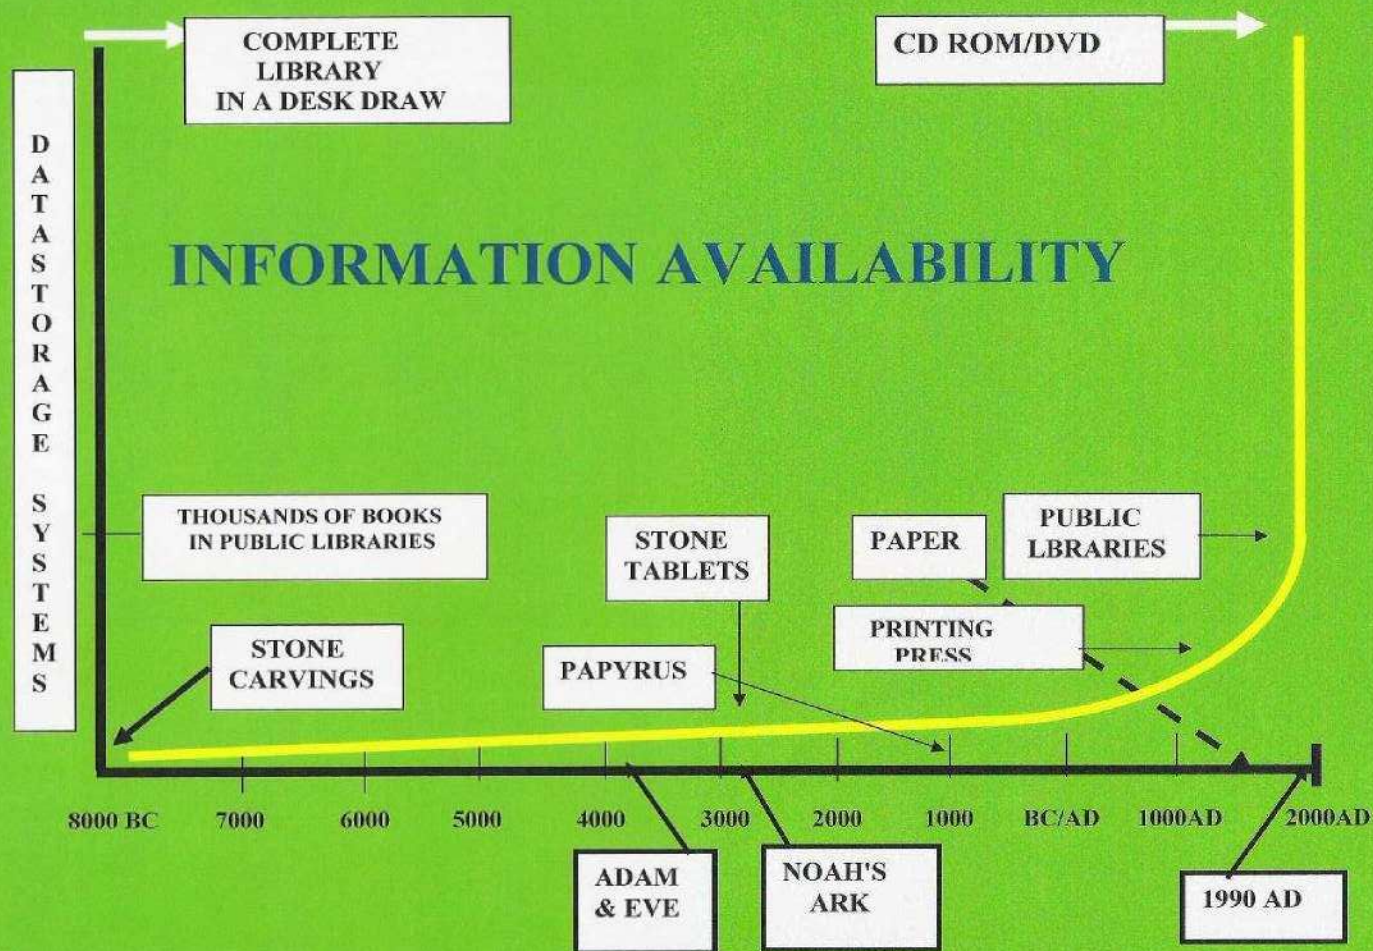 COMPLETE
LIBRARY
IN A DESK DRAW
CD ROM/DVD
DATASTORAGE SYSTEMS
INFORMATION AVAILABILITY
THOUSANDS OF BOOKS
IN PUBLIC LIBRARIES
STONE
TABLETS
PAPER
PUBLIC
LBRARIES
STONE
CARVINGS
PAPYRUS
PRINTING
PRESS
8000 BC 7000 6000 5000 4000 3000 2000 1000 BC/AD 1000AD 2000AD
ADAM
& EVE
NOAH'S
ARK
1990 AD